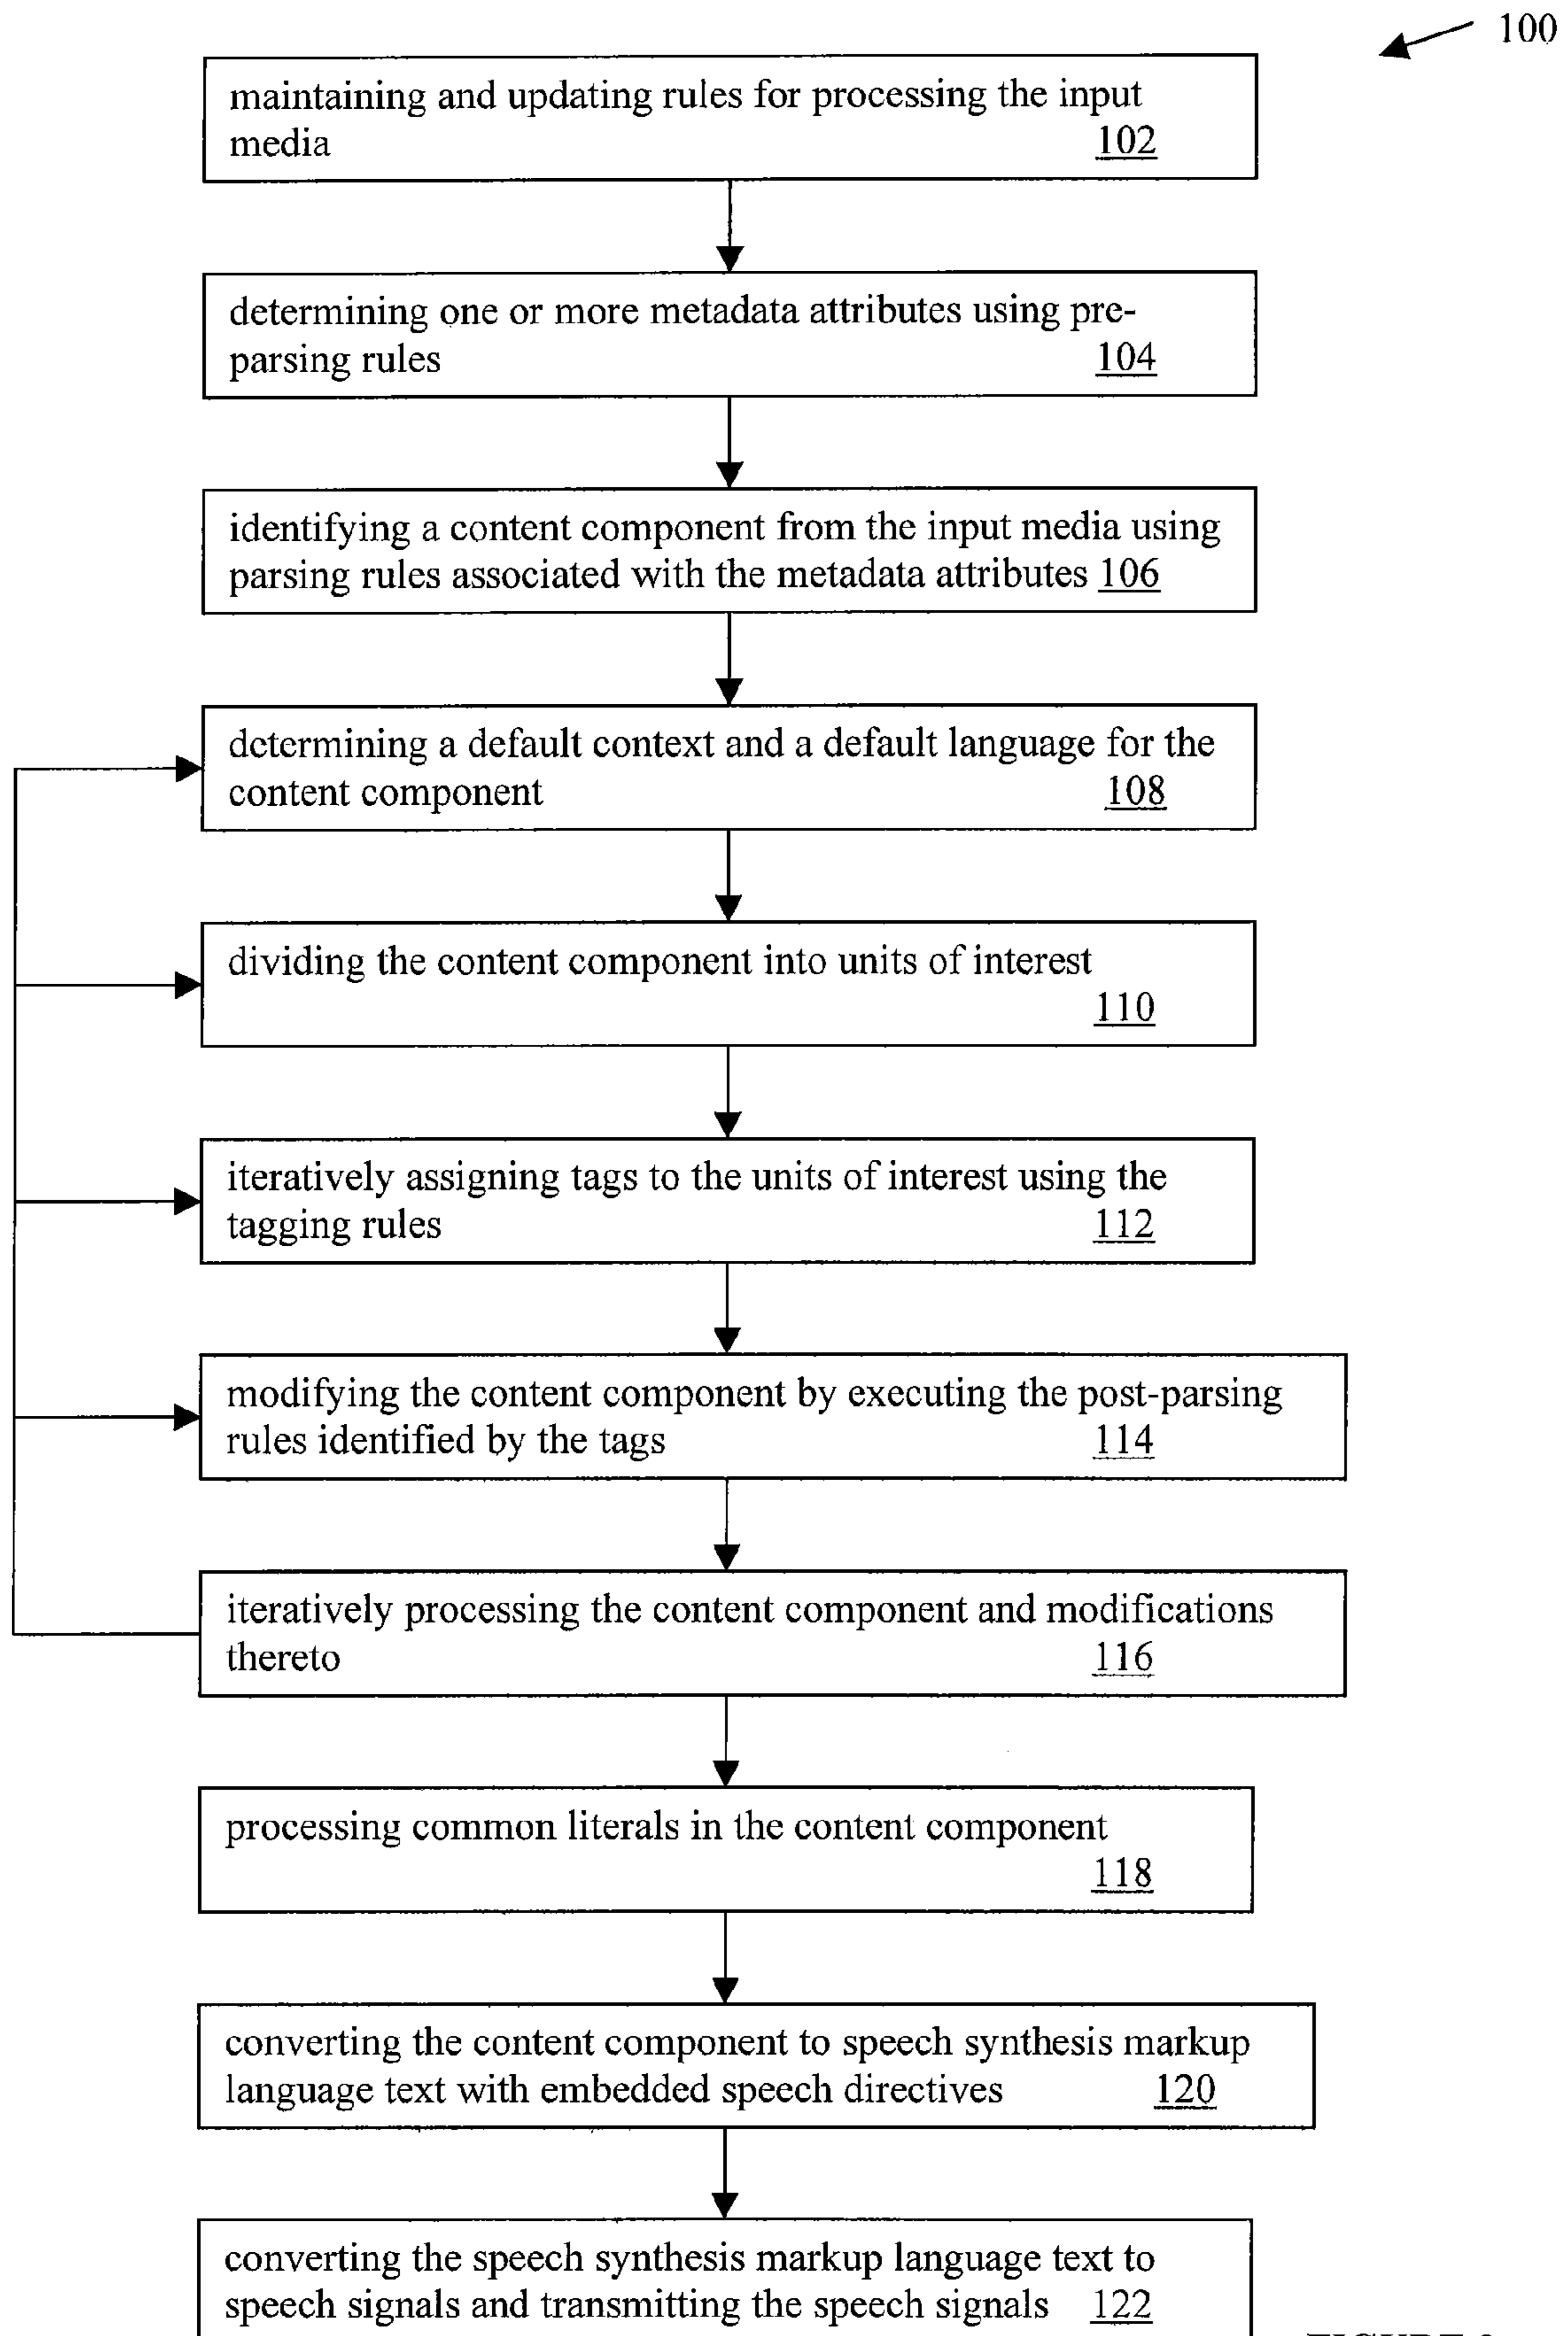 100
maintaining and updating rules for processing the input
media 102
determining one or more metadata attributes using pre-
parsing rules 104
identifying a content component from the input media using
parsing rules associated with the metadata attributes 106
determining a default context and a default language for the
content component 108
dividing the content component into units of interest
110
iteratively assigning tags to the units of interest using the
tagging rules 112
modifying the content component by executing the post-parsing
rules identified by the tags 114
iteratively processing the content component and modifications
thereto 116
processing common literals in the content component
118
converting the content component to speech synthesis markup
language text with embedded speech directives 120
converting the speech synthesis markup language text to
speech signals and transmitting the speech signals 122